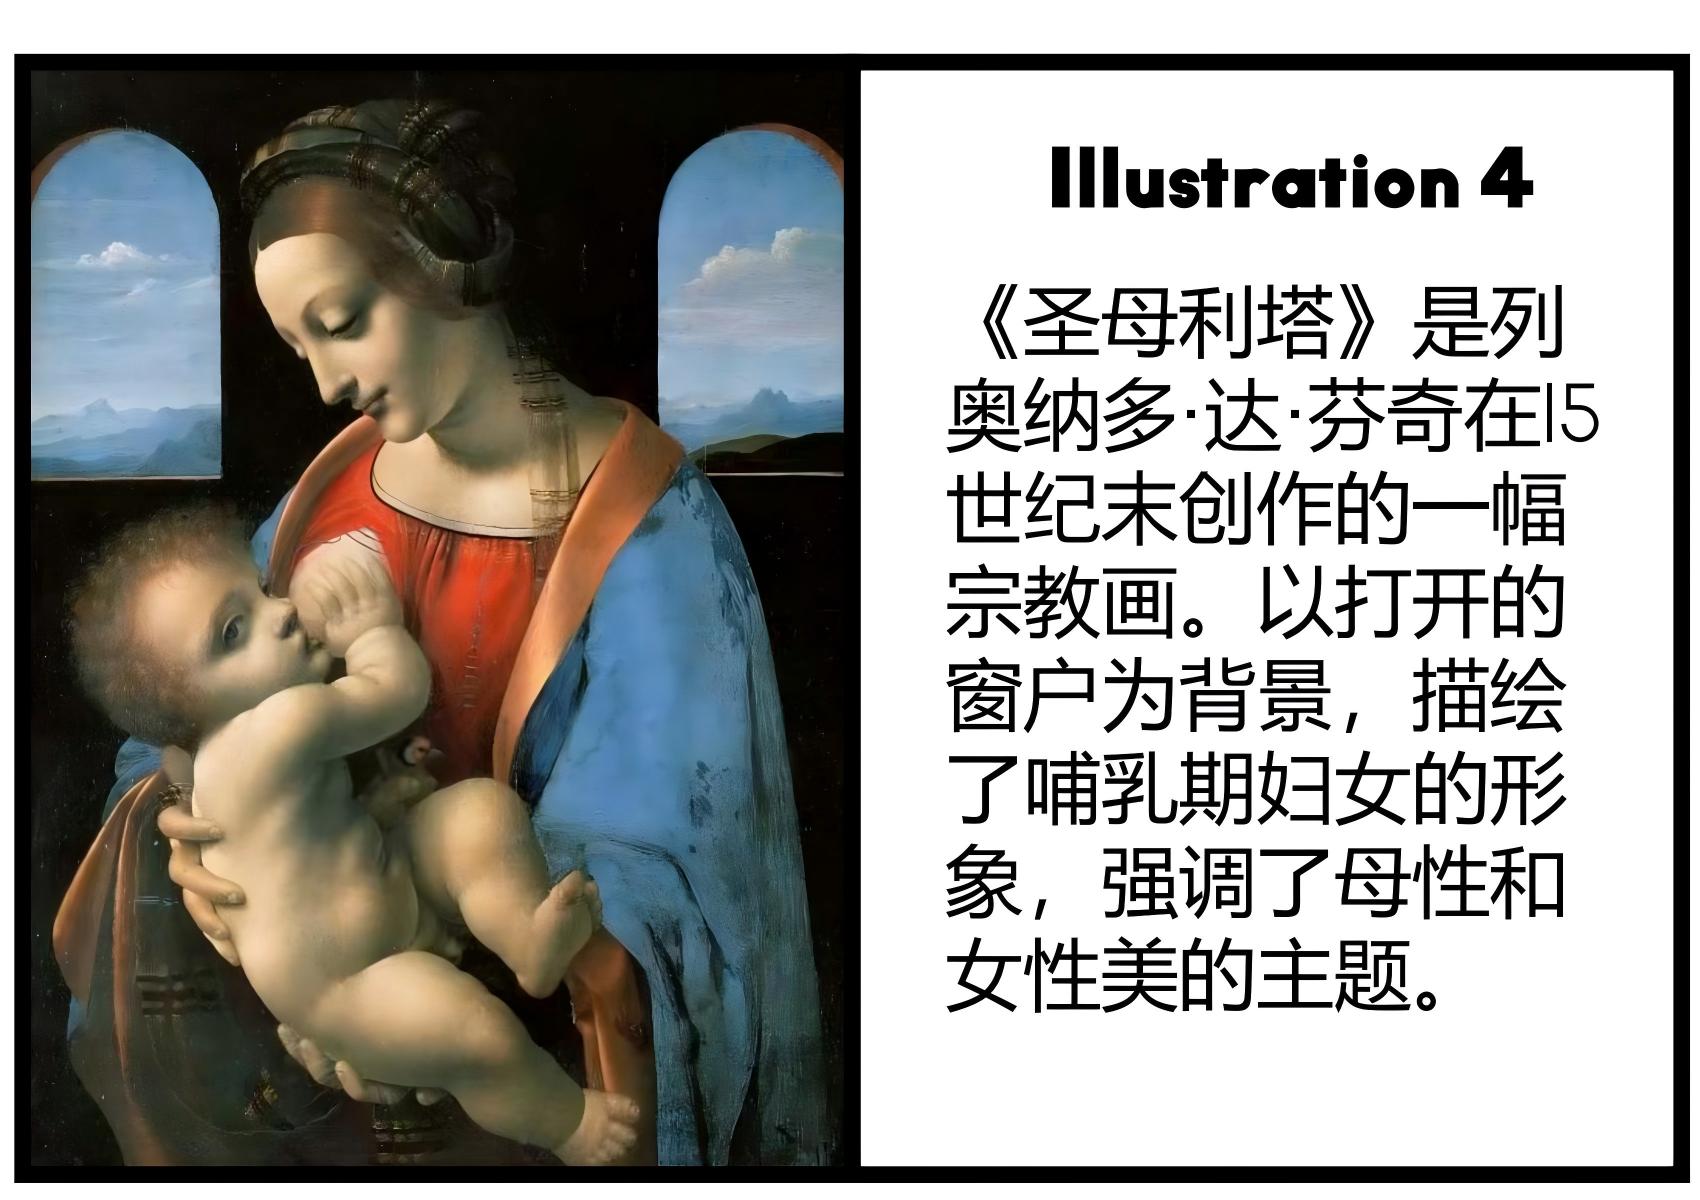 Illustration 4
《圣母利塔》是列
奥纳多·达·芬奇在15
世纪末创作的一幅
宗教画。以打开的
窗户为背景，描绘
了哺乳期妇女的形
象，强调了母性和
女性美的主题。